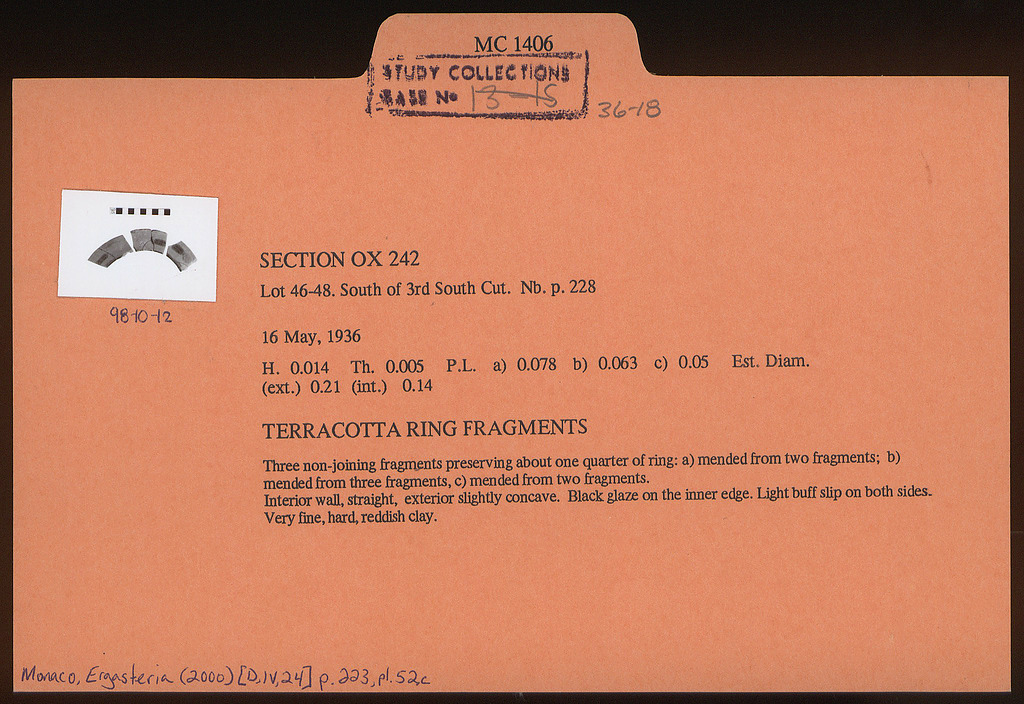 MC 1406
STUDY COLLECTIONS
CASE No 13-15
36-18
98-10-12
SECTION OX 242
Lot 46-48. South of 3rd South Cut. Nb. p. 228
16 May, 1936
H. 0.014 Th. 0.005 P.L. a) 0.078 b) 0.063 c) 0.05 Est. Diam.
(ext.) 0.21 (int.) 0.14
TERRACOTTA RING FRAGMENTS
Three non-joining fragments preserving about one quarter of ring: a) mended from two fragments; b)
mended from three fragments, c) mended from two fragments.
Interior wall, straight, exterior slightly concave. Black glaze on the inner edge. Light buff slip on both sides.
Very fine, hard, reddish clay.
Monaco, Ergasteria (2000) [D.IV,24] p. 223, pl. 52,c